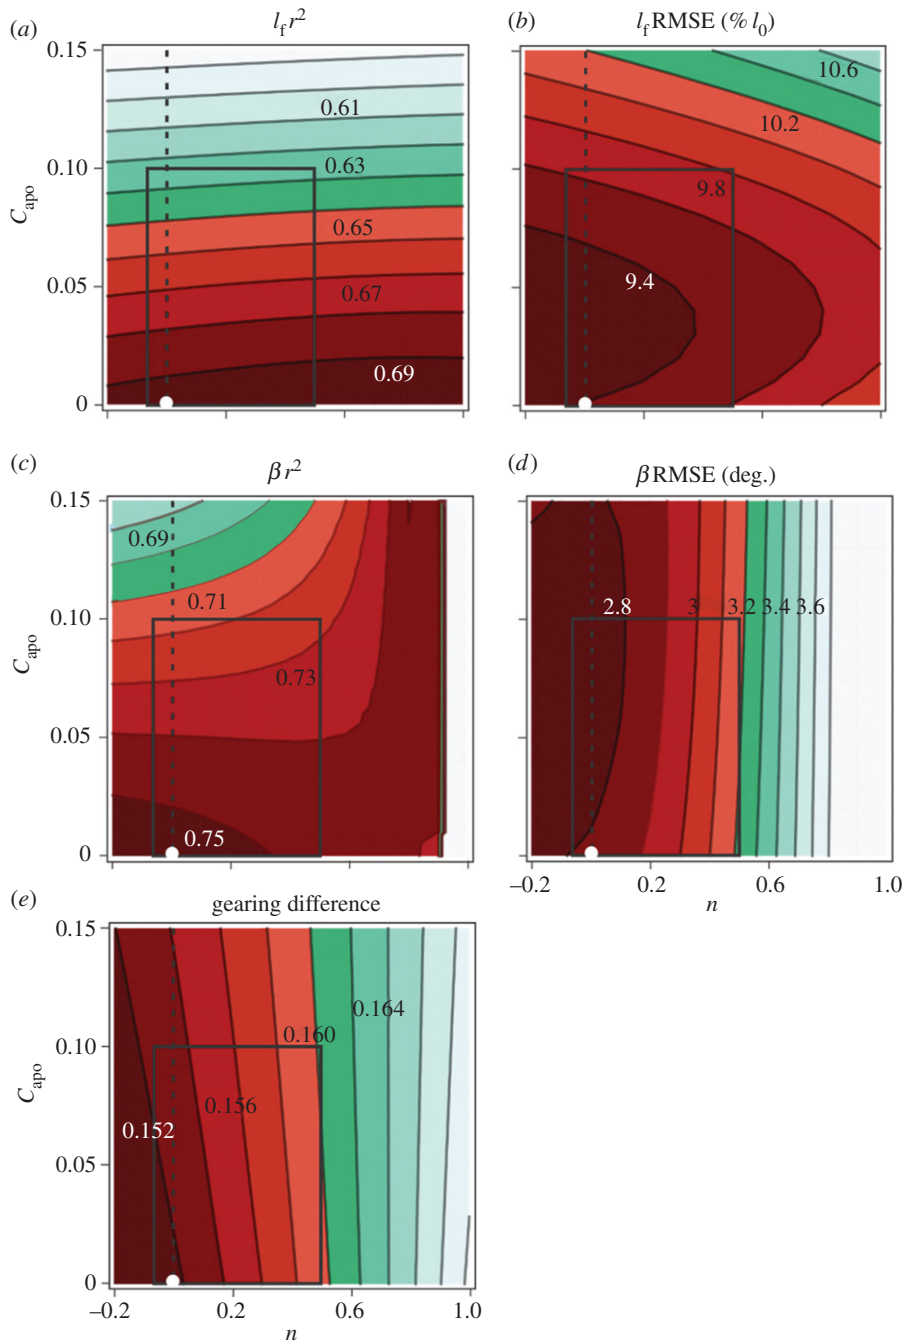 (a) l_f r² (b) l_f RMSE (% l_0)
0.15
0.10
0.05
0
C_apo
0.61
0.63
0.65
0.67
0.69
10.6
10.2
9.8
9.4
(c) β r² (d) β RMSE (deg.)
0.15
0.10
0.05
0
C_apo
0.69
0.71
0.73
0.75
2.8 3 3.2 3.4 3.6
–0.2 0.2 0.6 1.0
n
(e) gearing difference
0.15
0.10
0.05
0
C_apo
0.164
0.160
0.156
0.152
–0.2 0.2 0.6 1.0
n